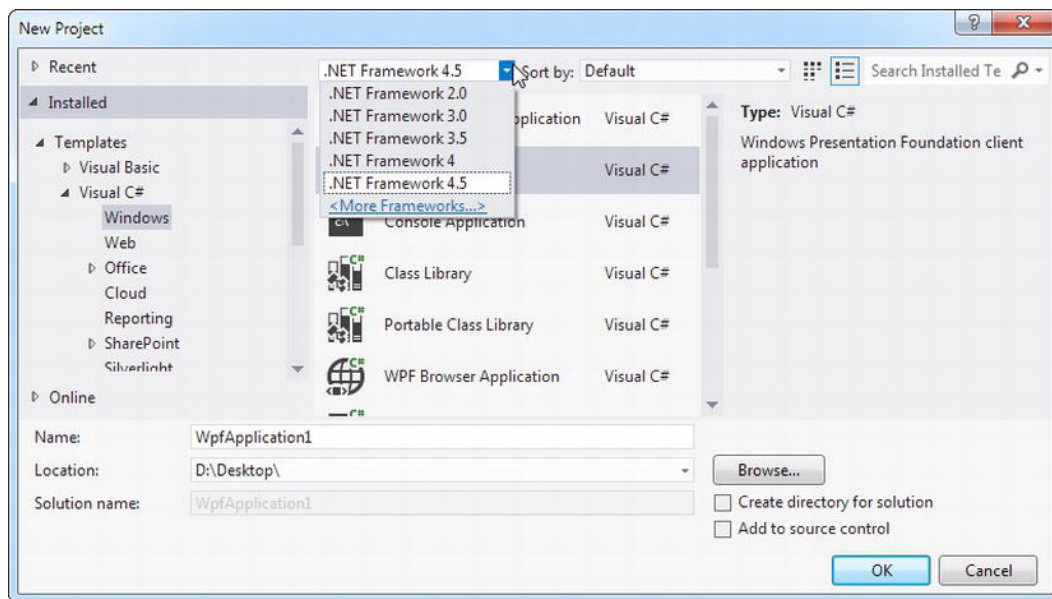 New Project
Recent
Installed
Templates
Visual Basic
Visual C#
Windows
Web
Office
Cloud
Reporting
SharePoint
Silverlight
Online
.NET Framework 4.5
Sort by: Default
Search Installed Te
.NET Framework 2.0
.NET Framework 3.0
.NET Framework 3.5
.NET Framework 4
.NET Framework 4.5
<More Frameworks...>
Visual C#
Visual C#
Console Application Visual C#
C# Class Library Visual C#
C# Portable Class Library Visual C#
C# WPF Browser Application Visual C#
C#
Type: Visual C#
Windows Presentation Foundation client
application
Name: WpfApplication1
Location: D:\Desktop\
Browse...
Solution name: WpfApplication1
Create directory for solution
Add to source control
OK Cancel